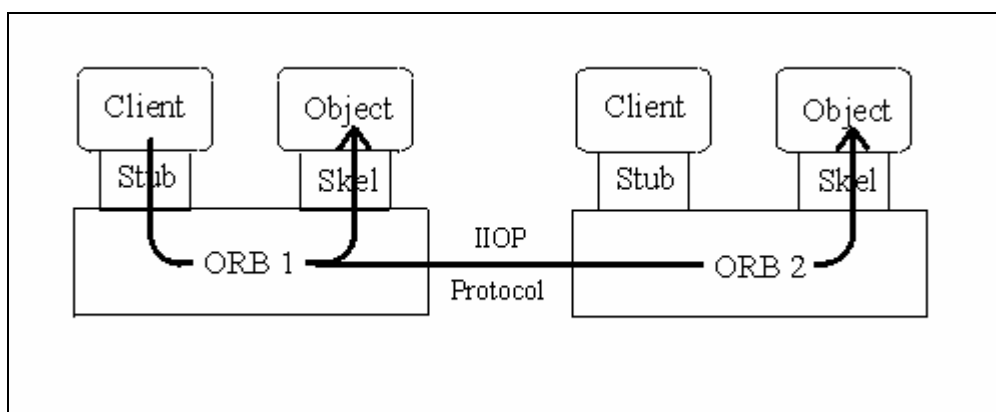 Client
Object
Client
Object
Stub
Skel
Stub
Skel
ORB 1
IIOP
Protocol
ORB 2